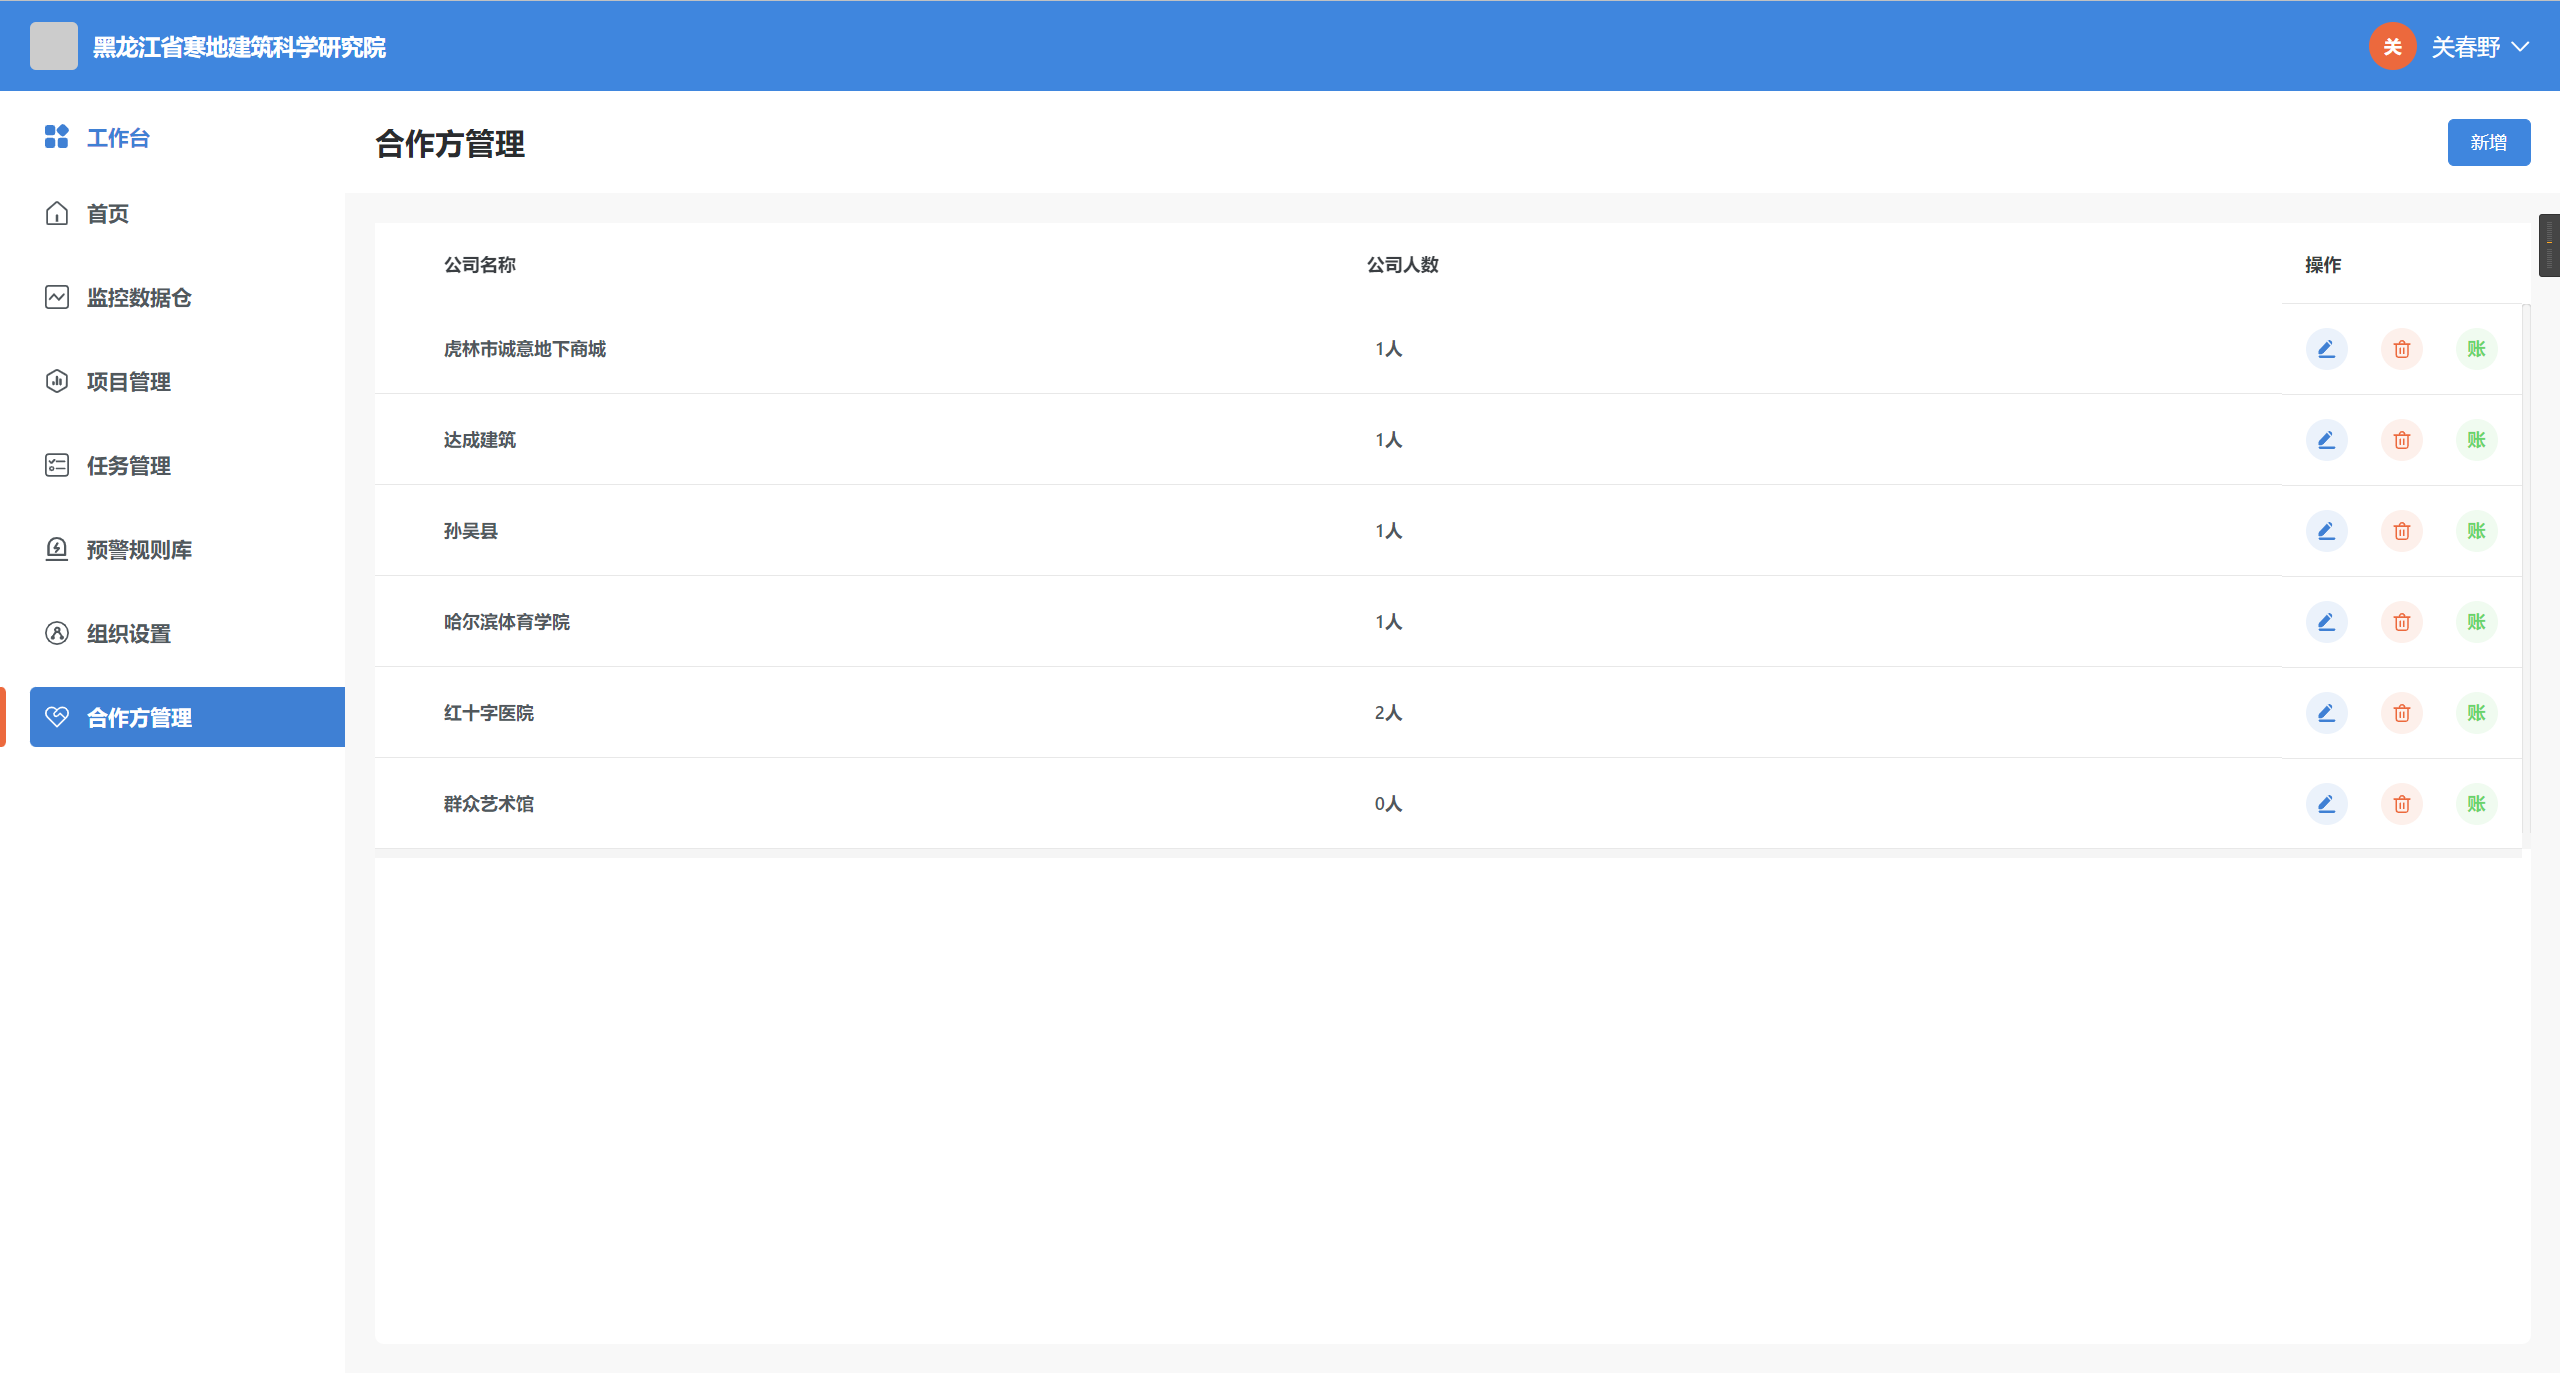 黑龙江省寒地建筑科学研究院
关 关春野
工作台
首页
监控数据仓
项目管理
任务管理
预警规则库
组织设置
合作方管理
合作方管理
新增
公司名称 公司人数 操作
虎林市诚意地下商城 1人 账
达成建筑 1人 账
孙吴县 1人 账
哈尔滨体育学院 1人 账
红十字医院 2人 账
群众艺术馆 0人 账